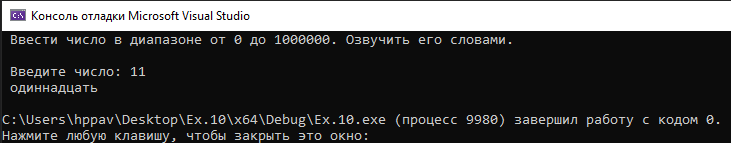 Консоль отладки Microsoft Visual Studio
Ввести число в диапазоне от 0 до 1000000. Озвучить его словами.
Введите число: 11
одиннадцать
C:\Users\hppav\Desktop\Ex.10\x64\Debug\Ex.10.exe (процесс 9980) завершил работу с кодом 0.
Нажмите любую клавишу, чтобы закрыть это окно: